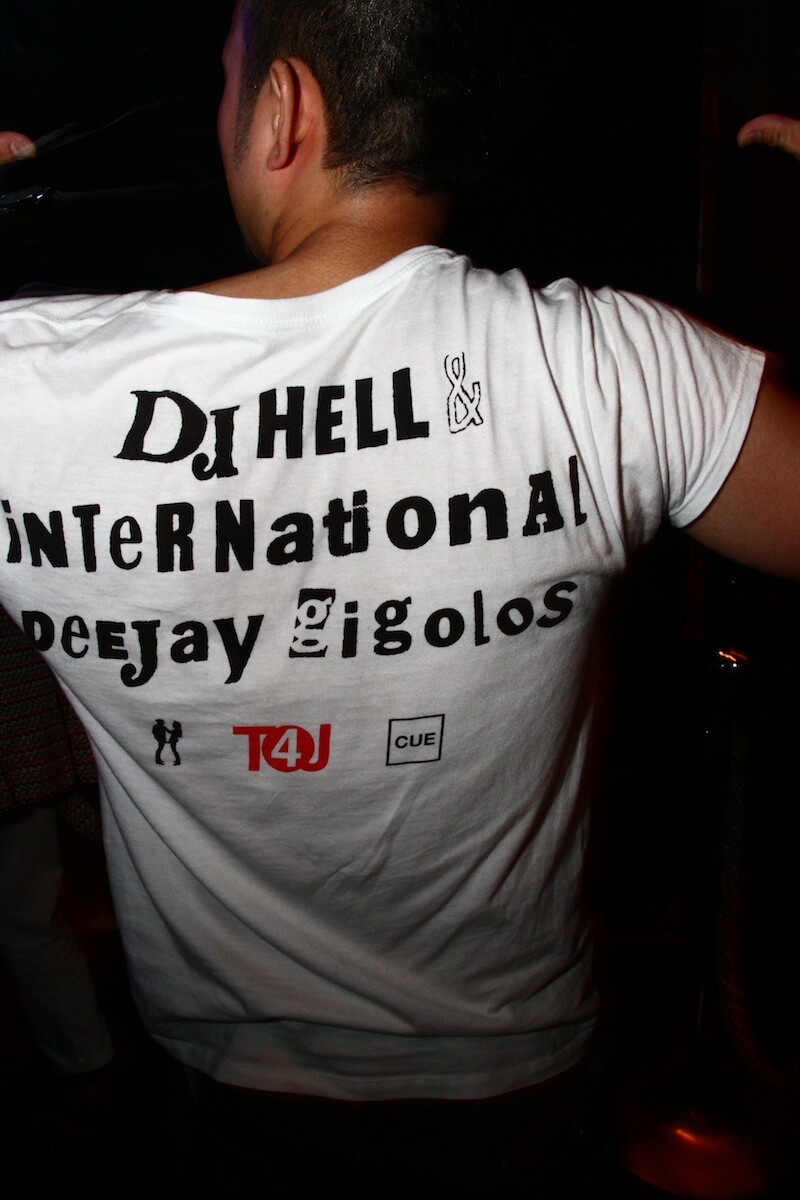 DJ HELL &
iNTeRNatioNAL
DeeJay gigolos
T4J CUE